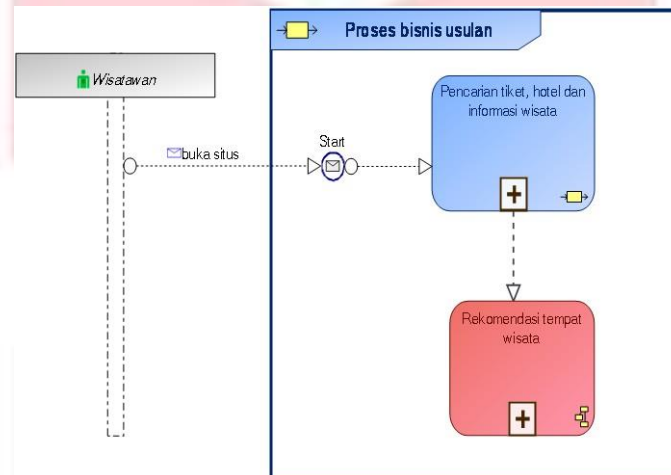 Proses bisnis usulan
Wisatawan
Pencarian tiket, hotel dan
informasi wisata
Start
buka situs
Rekomendasi tempat
wisata